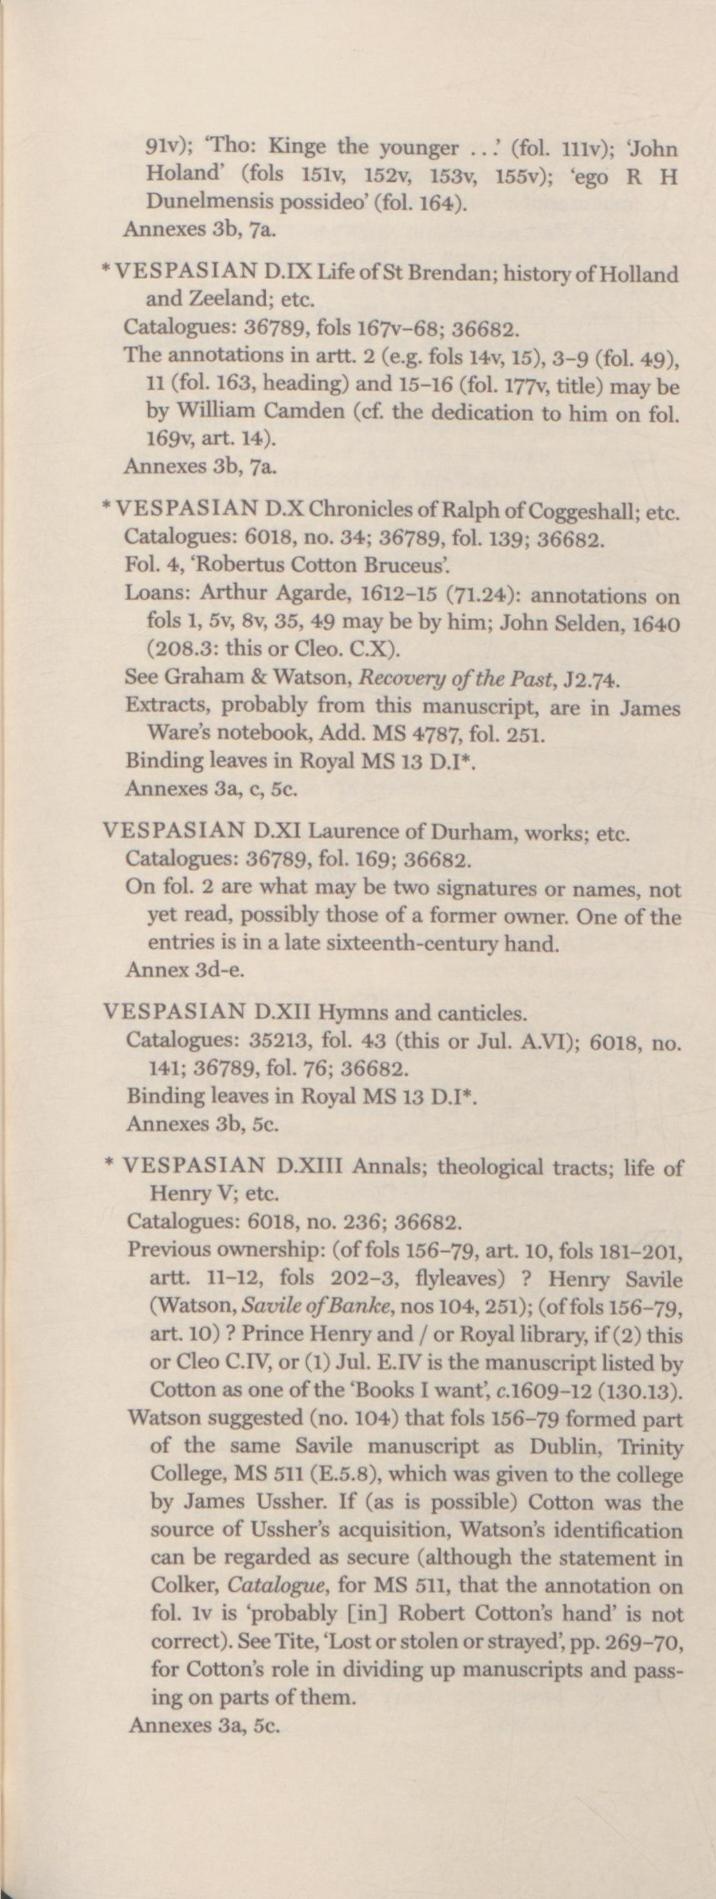 91v); ‘Tho: Kinge the younger ...’ (fol. 111v); ‘John
Holand’ (fols 151v, 152v, 153v, 155v); ‘ego R H
Dunelmensis possideo’ (fol. 164).
Annexes 3b, 7a.
*VESPASIAN D.IX Life of St Brendan; history of Holland
and Zeeland; etc.
Catalogues: 36789, fols 167v–68; 36682.
The annotations in artt. 2 (e.g. fols 14v, 15), 3–9 (fol. 49),
11 (fol. 163, heading) and 15–16 (fol. 177v, title) may be
by William Camden (cf. the dedication to him on fol.
169v, art. 14).
Annexes 3b, 7a.
*VESPASIAN D.X Chronicles of Ralph of Coggeshall; etc.
Catalogues: 6018, no. 34; 36789, fol. 139; 36682.
Fol. 4, ‘Robertus Cotton Bruceus’.
Loans: Arthur Agarde, 1612–15 (71.24): annotations on
fols 1, 5v, 8v, 35, 49 may be by him; John Selden, 1640
(208.3: this or Cleo. C.X).
See Graham & Watson, Recovery of the Past, J2.74.
Extracts, probably from this manuscript, are in James
Ware’s notebook, Add. MS 4787, fol. 251.
Binding leaves in Royal MS 13 D.I*.
Annexes 3a, c, 5c.
VESPASIAN D.XI Laurence of Durham, works; etc.
Catalogues: 36789, fol. 169; 36682.
On fol. 2 are what may be two signatures or names, not
yet read, possibly those of a former owner. One of the
entries is in a late sixteenth-century hand.
Annex 3d-e.
VESPASIAN D.XII Hymns and canticles.
Catalogues: 35213, fol. 43 (this or Jul. A.VI); 6018, no.
141; 36789, fol. 76; 36682.
Binding leaves in Royal MS 13 D.I*.
Annexes 3b, 5c.
* VESPASIAN D.XIII Annals; theological tracts; life of
Henry V; etc.
Catalogues: 6018, no. 236; 36682.
Previous ownership: (of fols 156–79, art. 10, fols 181–201,
artt. 11–12, fols 202–3, flyleaves) ? Henry Savile
(Watson, Savile of Banke, nos 104, 251); (of fols 156–79,
art. 10) ? Prince Henry and / or Royal library, if (2) this
or Cleo C.IV, or (1) Jul. E.IV is the manuscript listed by
Cotton as one of the ‘Books I want’, c.1609–12 (130.13).
Watson suggested (no. 104) that fols 156–79 formed part
of the same Savile manuscript as Dublin, Trinity
College, MS 511 (E.5.8), which was given to the college
by James Ussher. If (as is possible) Cotton was the
source of Ussher’s acquisition, Watson’s identification
can be regarded as secure (although the statement in
Colker, Catalogue, for MS 511, that the annotation on
fol. 1v is ‘probably [in] Robert Cotton’s hand’ is not
correct). See Tite, ‘Lost or stolen or strayed’, pp. 269–70,
for Cotton’s role in dividing up manuscripts and pass-
ing on parts of them.
Annexes 3a, 5c.